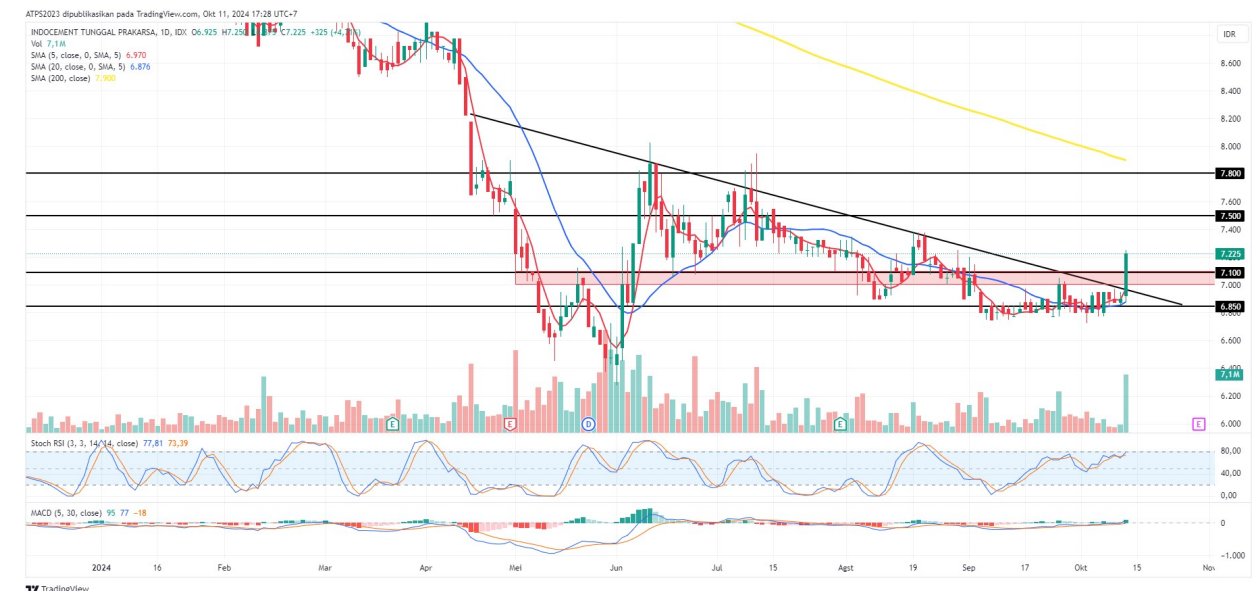 ATPS2023 dipublikasikan pada TradingView.com, Okt 11, 2024 17:28 UTC+7
INDOCEMENT TUNGGAL PRAKARSA, 1D, IDX O6.925 H7.250 C7.225 +325
Vol 7,1M
SMA (5, close, 0, SMA, 5) 6.970
SMA (20, close, 0, SMA, 5) 6.876
SMA (200, close) 7.900
IDR
8.600
8.400
8.200
8.000
7.800
7.600
7.500
7.400
7.225
7.100
7.000
6.850
6.800
6.600
6.400
7,1M
6.200
6.000
E E D E E
Stoch RSI (3, 3, 14, 14, close) 77,81 73,39
80,00
40,00
0,00
MACD (5, 30, close) 95 77 −18
0
−1.000
2024 16 Feb Mar Apr Mei Jun Jul 15 Agst 19 Sep 17 Okt 15 Nov
TradingView